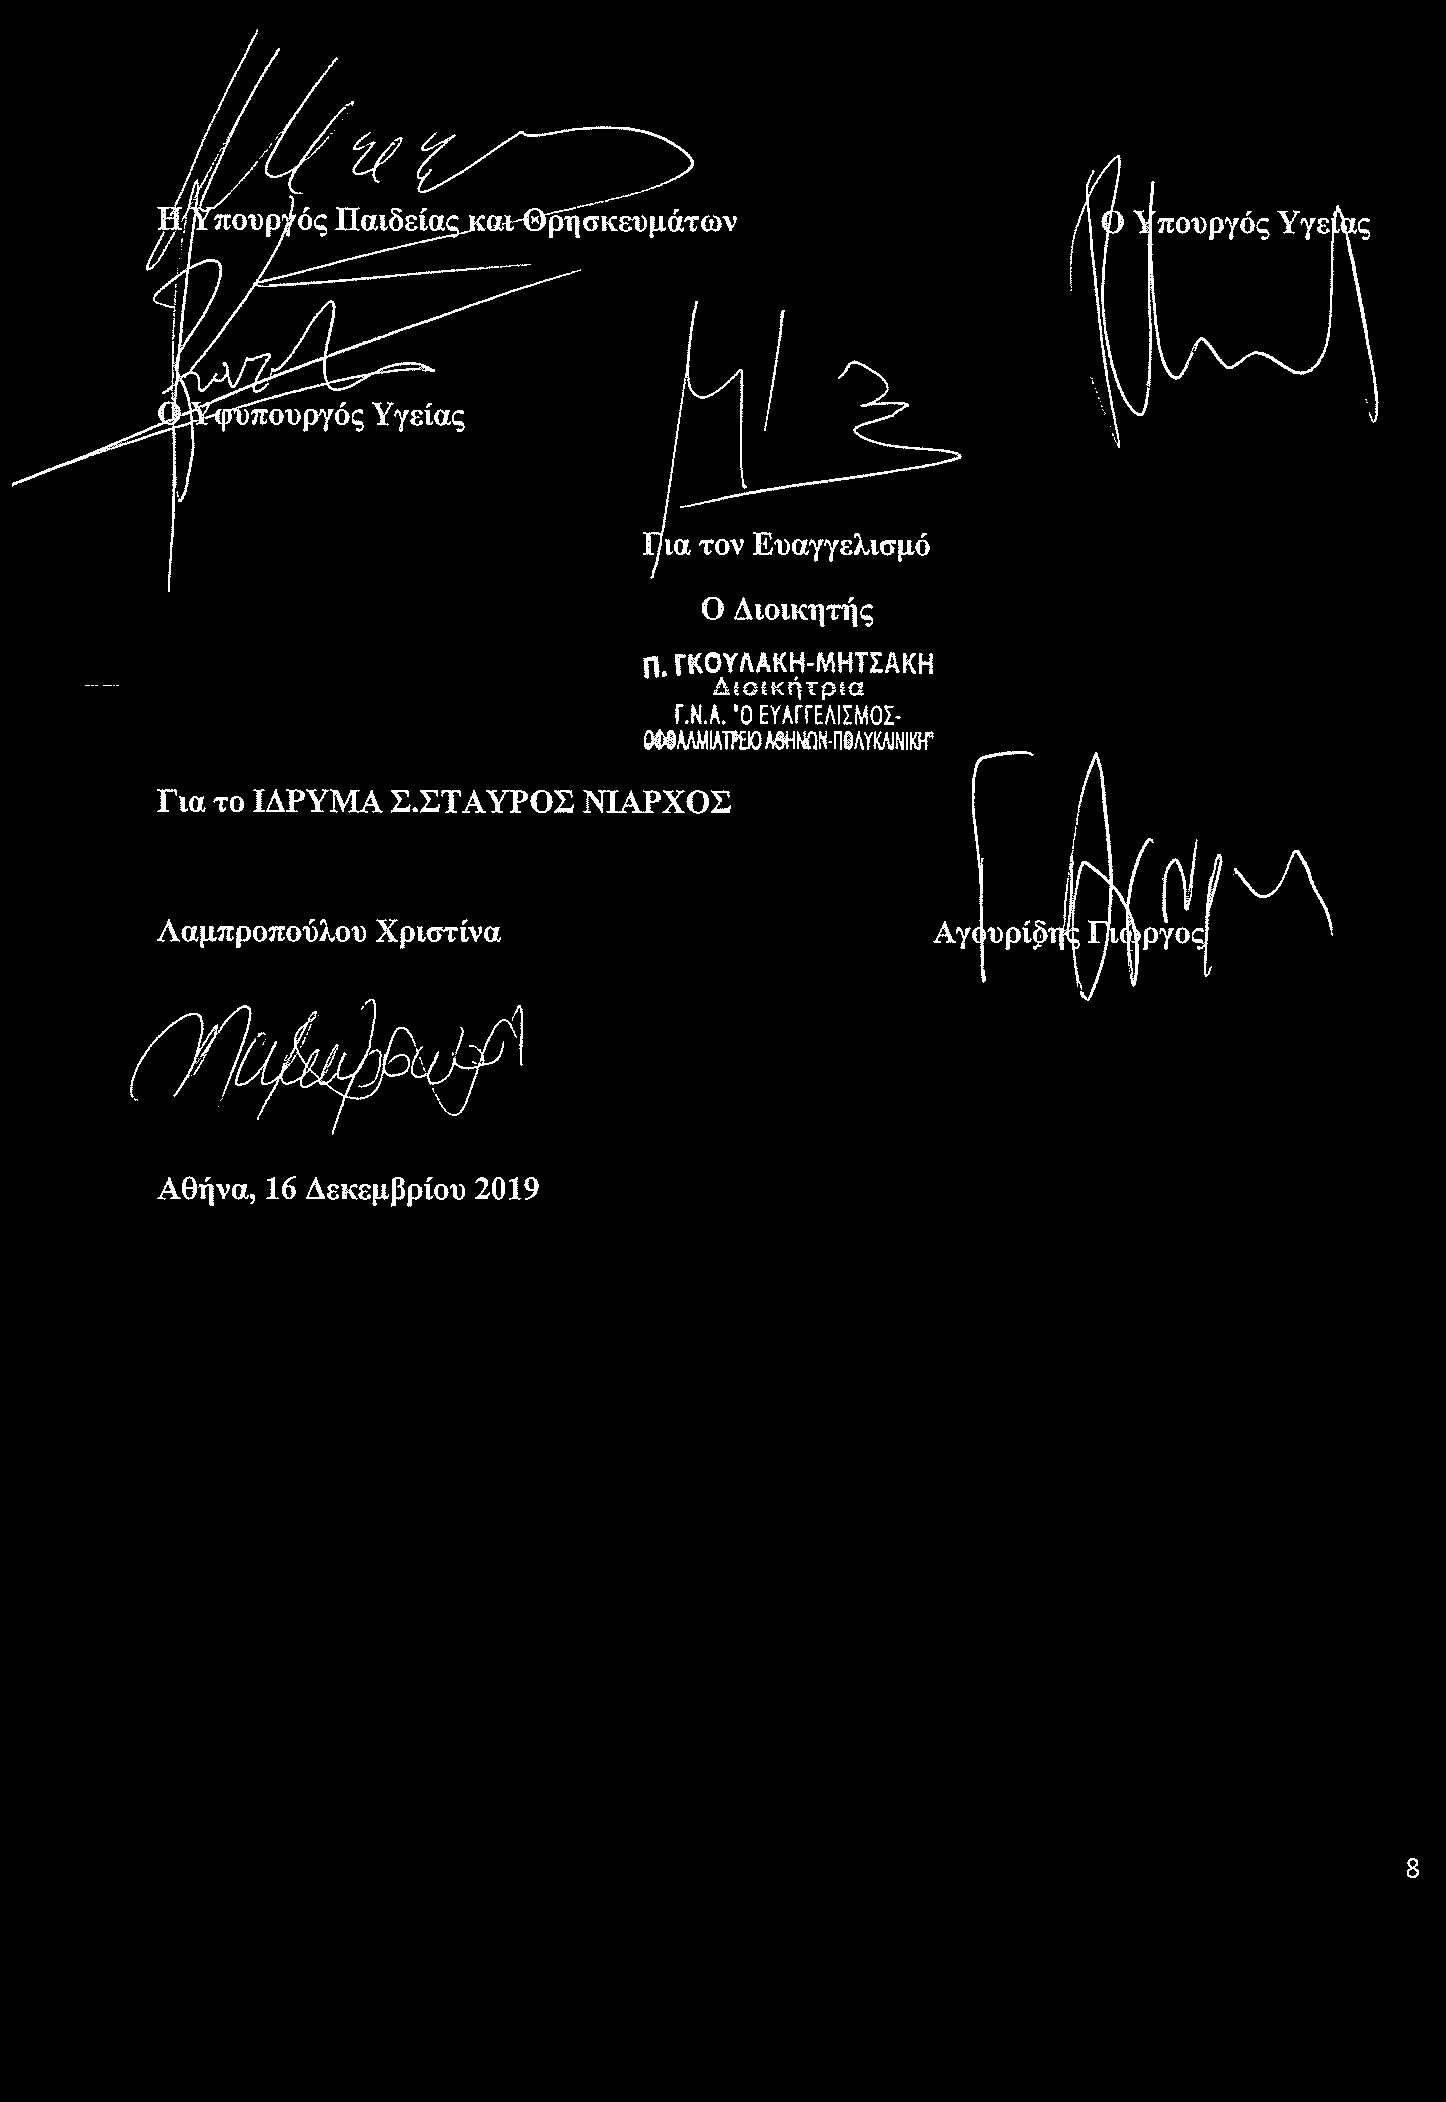 Η Υπουργός Παιδείας και Θρησκευμάτων
Ο Υπουργός Υγείας
Ο Υφυπουργός Υγείας
Για τον Ευαγγελισμό
Ο Διοικητής
Π. ΓΚΟΥΛΑΚΗ-ΜΗΤΣΑΚΗ
Διοικήτρια
Γ.Ν.Α. "Ο ΕΥΑΓΓΕΛΙΣΜΟΣ-
ΟΦΘΑΛΜΙΑΤΡΕΙΟ ΑΘΗΝΩΝ-ΠΟΛΥΚΛΙΝΙΚΗ"
Για το ΙΔΡΥΜΑ Σ.ΣΤΑΥΡΟΣ ΝΙΑΡΧΟΣ
Λαμπροπούλου Χριστίνα
Αγουρίδης Γιώργος
Αθήνα, 16 Δεκεμβρίου 2019
8